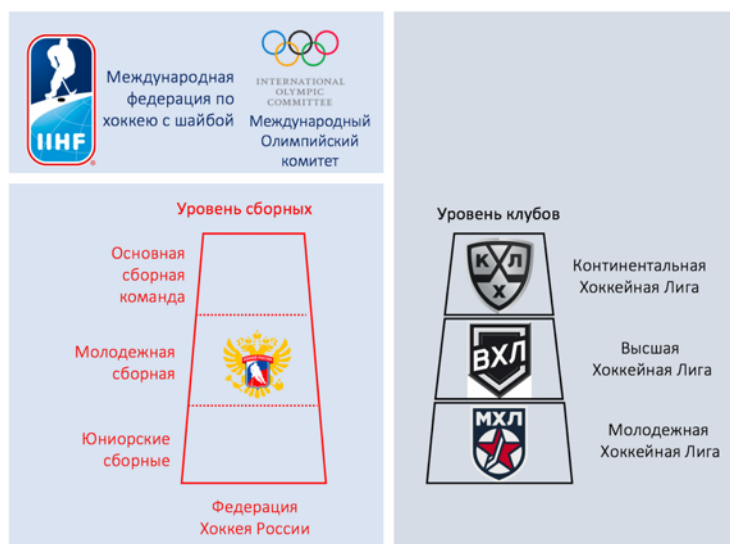 Международная
федерация по
хоккею с шайбой
IIHF
INTERNATIONAL
OLYMPIC
COMMITTEE
Международный
Олимпийский
комитет
Уровень сборных
Основная
сборная
команда
Молодежная
сборная
Юниорские
сборные
Федерация
Хоккея России
Уровень клубов
КХЛ
Континентальная
Хоккейная Лига
ВХЛ
Высшая
Хоккейная Лига
МХЛ
Молодежная
Хоккейная Лига